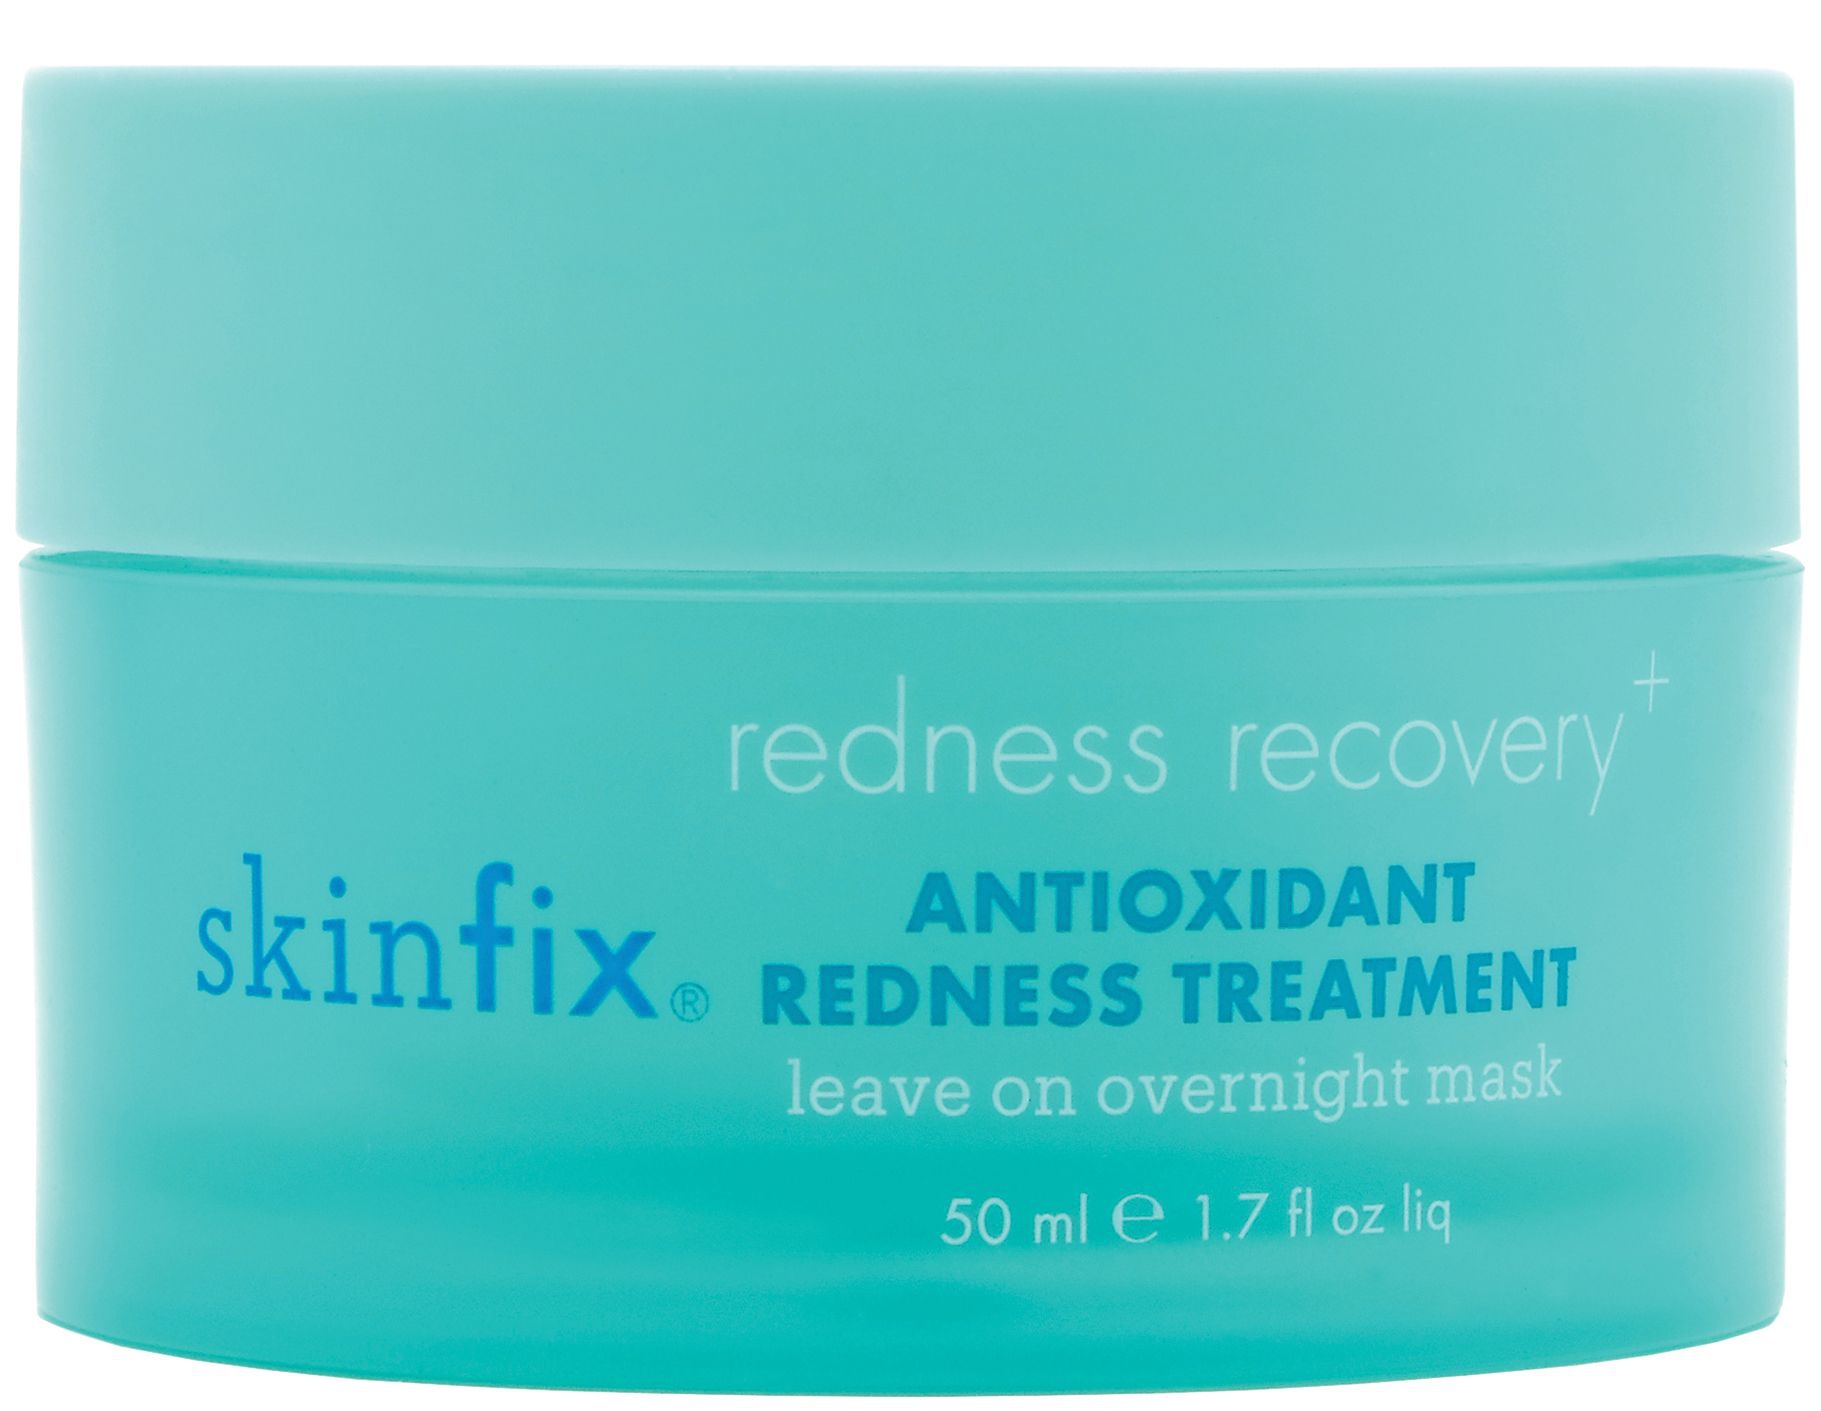 redness recovery+
skinfix®
ANTIOXIDANT
REDNESS TREATMENT
leave on overnight mask
50 ml ℮ 1.7 fl oz liq